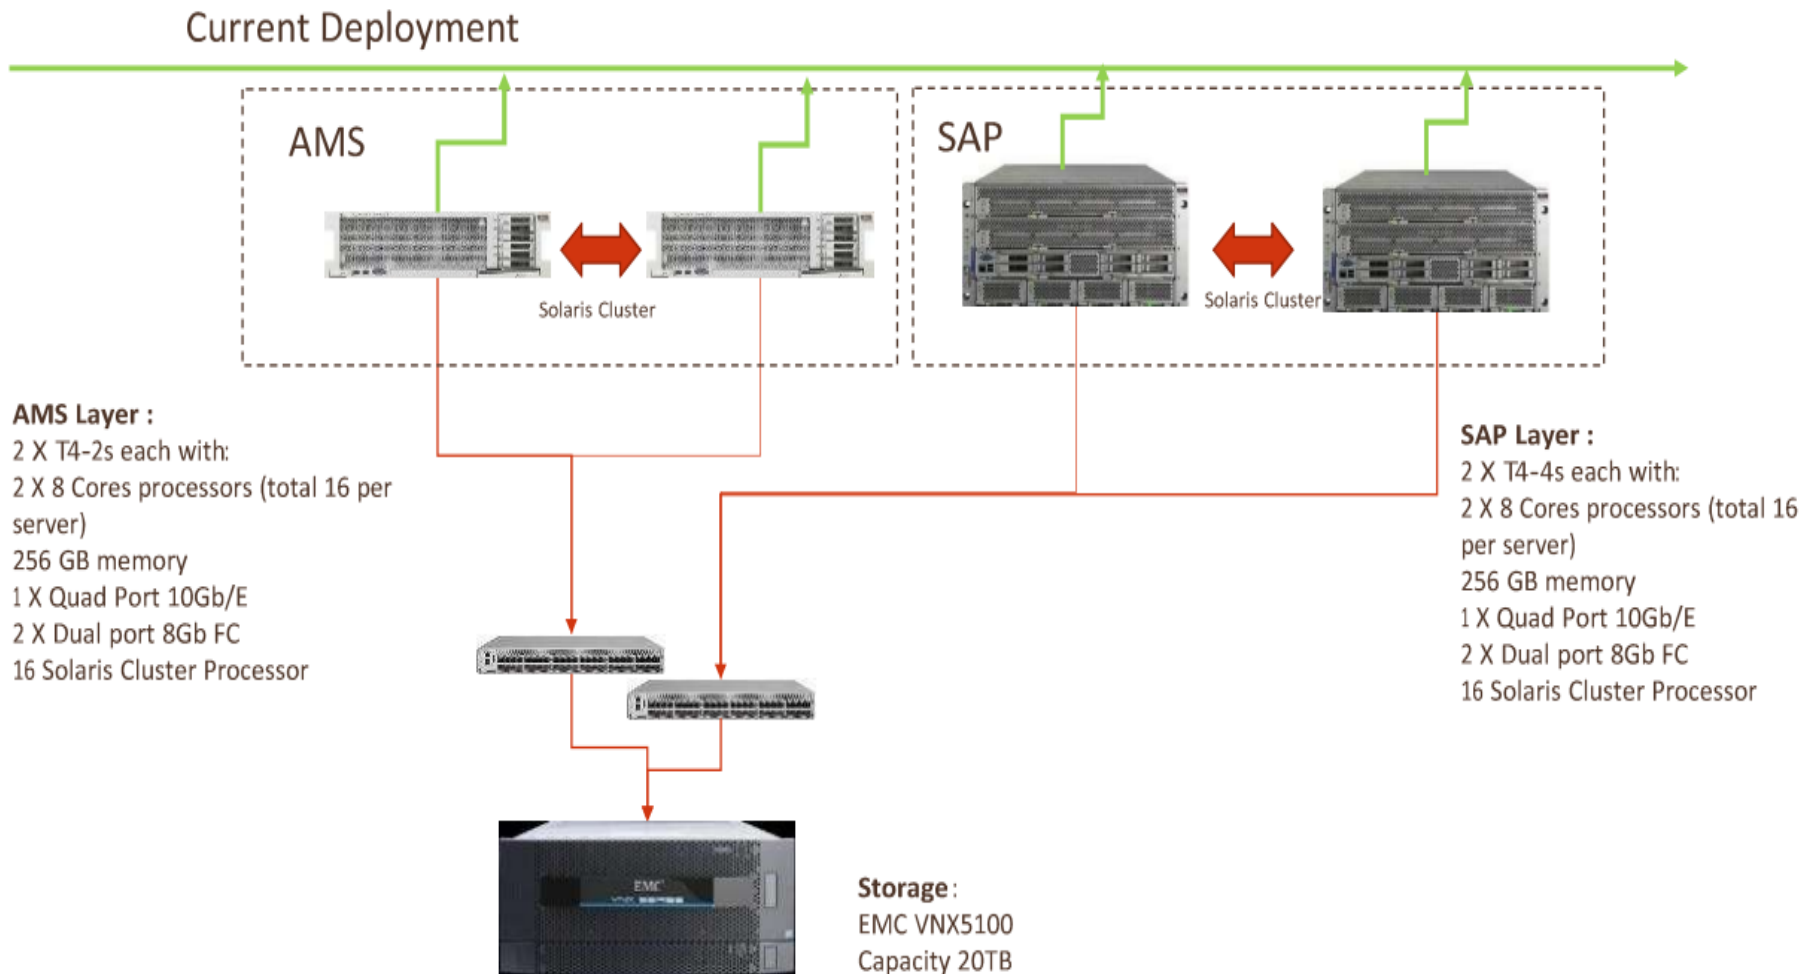 Current Deployment
AMS
SAP
Solaris Cluster
Solaris Cluster
AMS Layer :
2 X T4-2s each with:
2 X 8 Cores processors (total 16 per
server)
256 GB memory
1 X Quad Port 10Gb/E
2 X Dual port 8Gb FC
16 Solaris Cluster Processor
SAP Layer :
2 X T4-4s each with:
2 X 8 Cores processors (total 16
per server)
256 GB memory
1 X Quad Port 10Gb/E
2 X Dual port 8Gb FC
16 Solaris Cluster Processor
EMC
VNX SERIES
Storage :
EMC VNX5100
Capacity 20TB